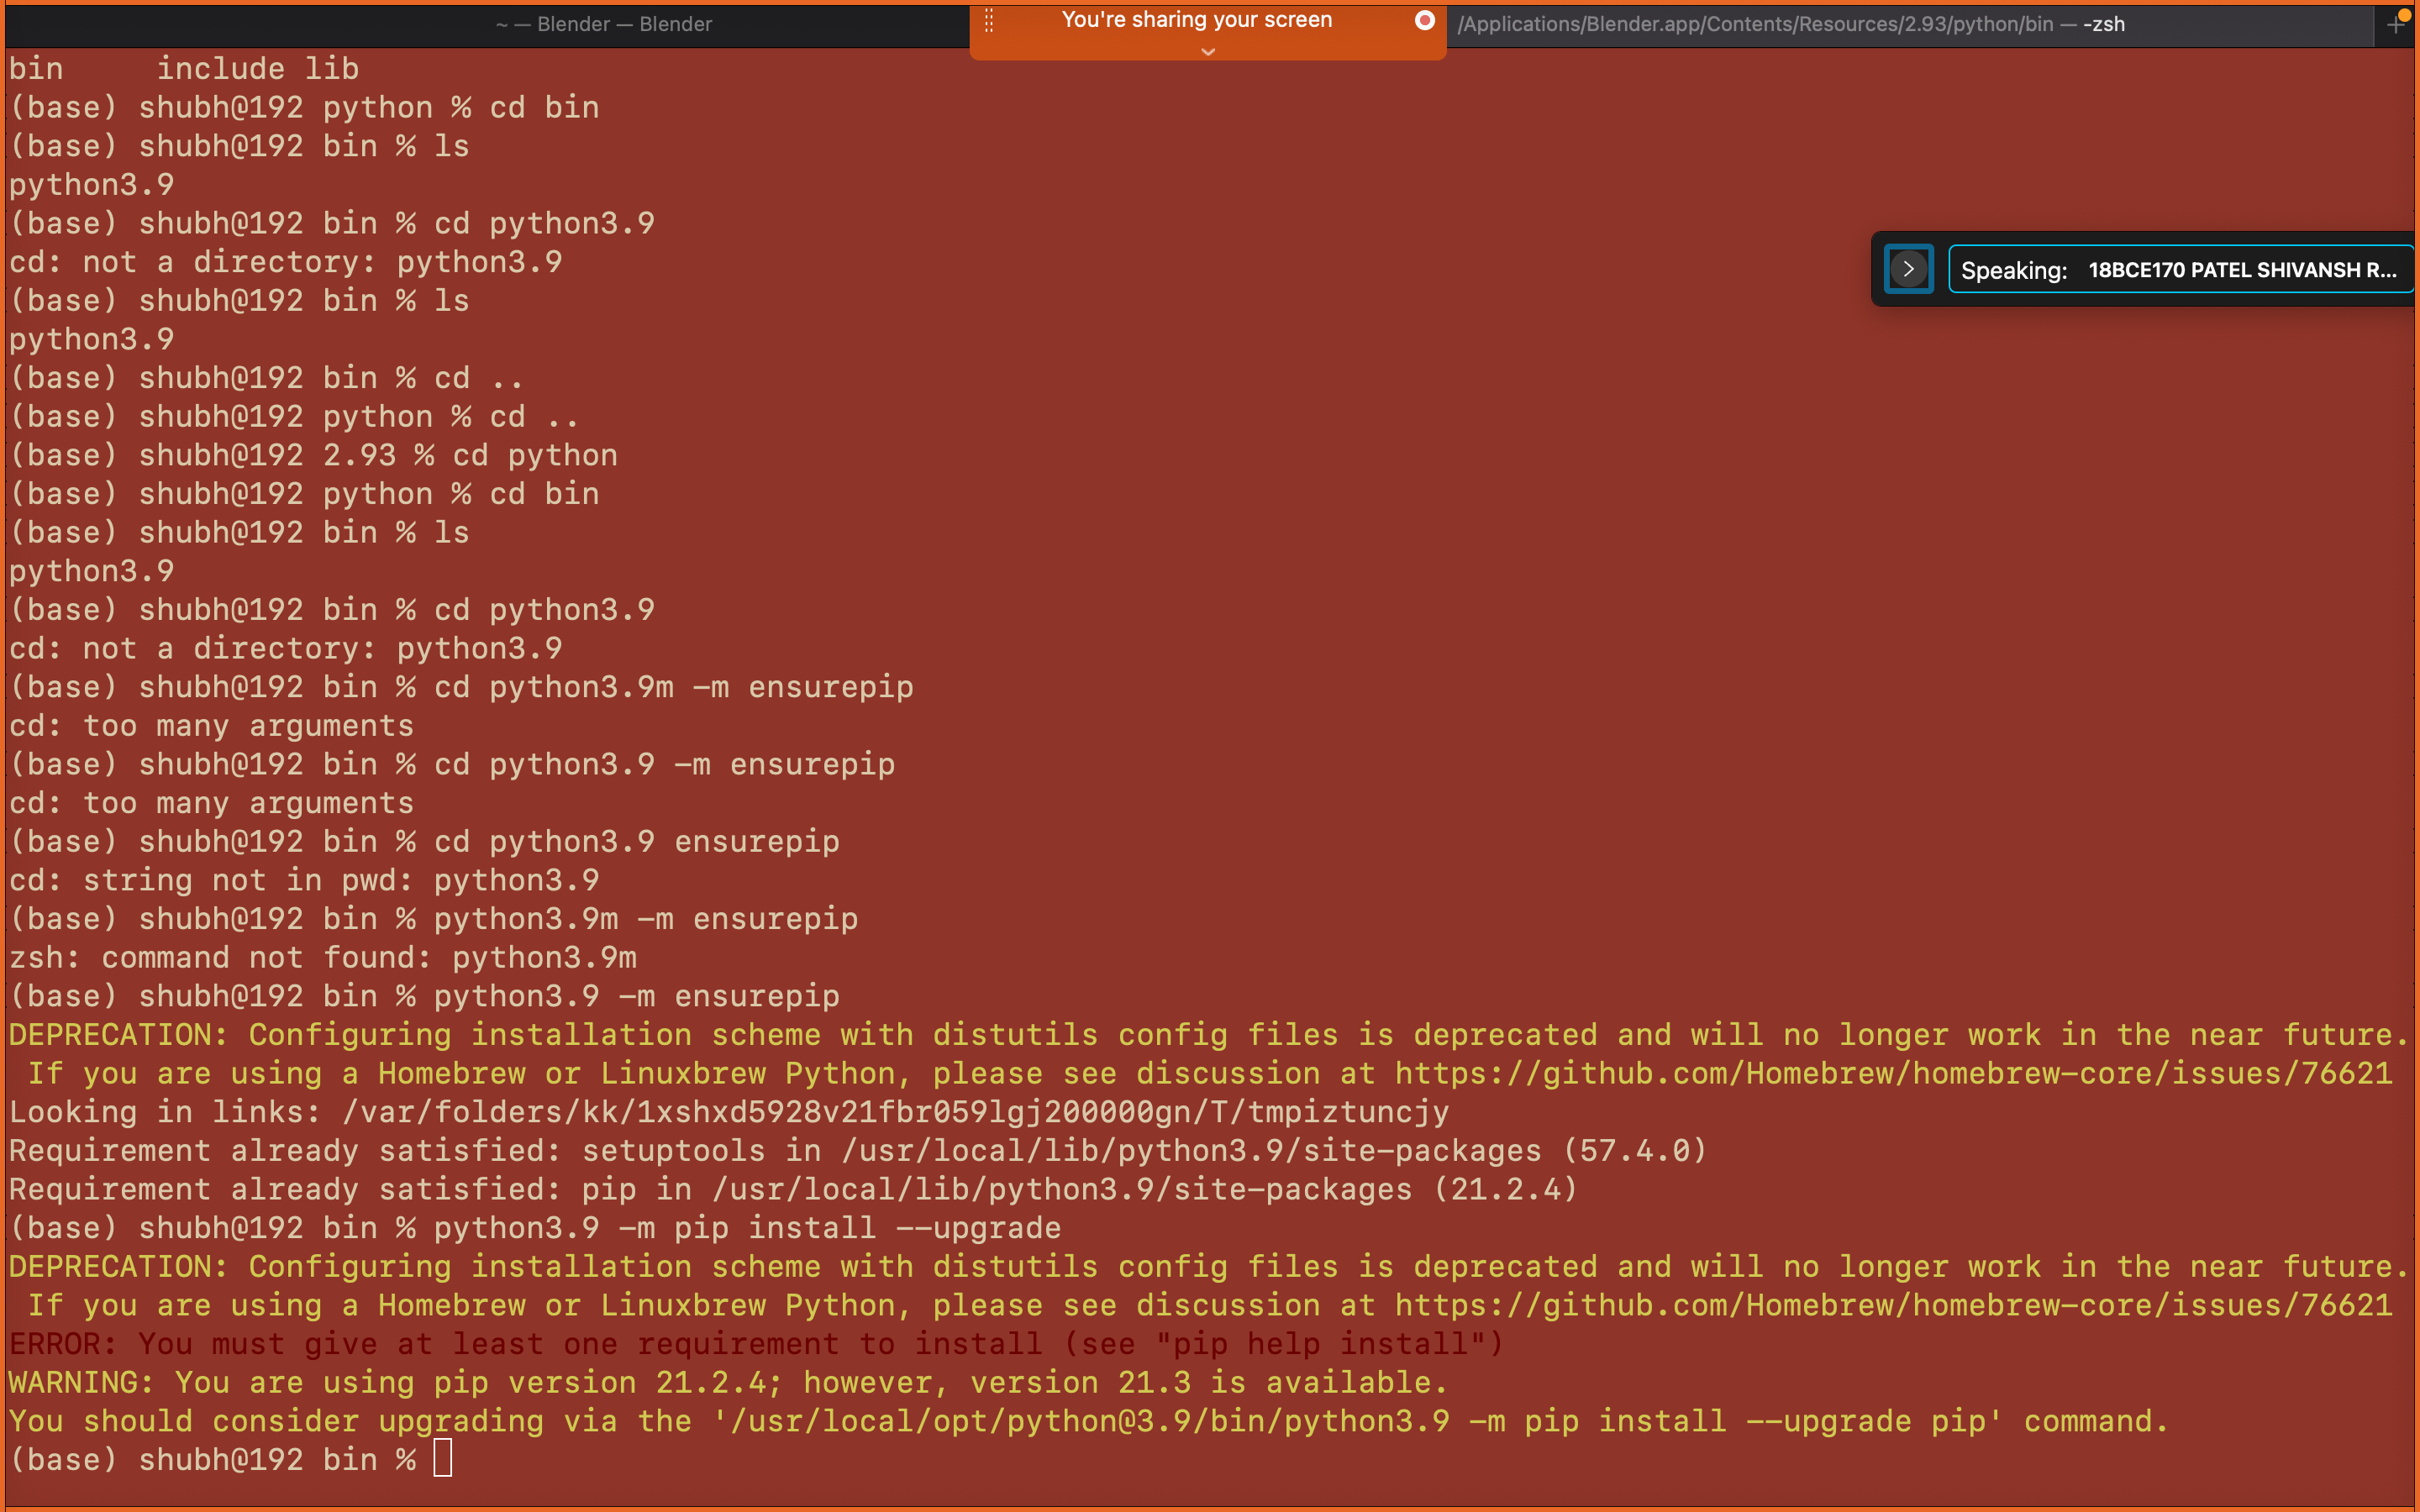 ~ — Blender — Blender
You're sharing your screen
/Applications/Blender.app/Contents/Resources/2.93/python/bin — -zsh
bin     include lib
(base) shubh@192 python % cd bin
(base) shubh@192 bin % ls
python3.9
(base) shubh@192 bin % cd python3.9
cd: not a directory: python3.9
(base) shubh@192 bin % ls
python3.9
(base) shubh@192 bin % cd ..
(base) shubh@192 python % cd ..
(base) shubh@192 2.93 % cd python
(base) shubh@192 python % cd bin
(base) shubh@192 bin % ls
python3.9
(base) shubh@192 bin % cd python3.9
cd: not a directory: python3.9
(base) shubh@192 bin % cd python3.9m -m ensurepip
cd: too many arguments
(base) shubh@192 bin % cd python3.9 -m ensurepip
cd: too many arguments
(base) shubh@192 bin % cd python3.9 ensurepip
cd: string not in pwd: python3.9
(base) shubh@192 bin % python3.9m -m ensurepip
zsh: command not found: python3.9m
(base) shubh@192 bin % python3.9 -m ensurepip
DEPRECATION: Configuring installation scheme with distutils config files is deprecated and will no longer work in the near future.
 If you are using a Homebrew or Linuxbrew Python, please see discussion at https://github.com/Homebrew/homebrew-core/issues/76621
Looking in links: /var/folders/kk/1xshxd5928v21fbr059lgj200000gn/T/tmpiztuncjy
Requirement already satisfied: setuptools in /usr/local/lib/python3.9/site-packages (57.4.0)
Requirement already satisfied: pip in /usr/local/lib/python3.9/site-packages (21.2.4)
(base) shubh@192 bin % python3.9 -m pip install --upgrade
DEPRECATION: Configuring installation scheme with distutils config files is deprecated and will no longer work in the near future.
 If you are using a Homebrew or Linuxbrew Python, please see discussion at https://github.com/Homebrew/homebrew-core/issues/76621
ERROR: You must give at least one requirement to install (see "pip help install")
WARNING: You are using pip version 21.2.4; however, version 21.3 is available.
You should consider upgrading via the '/usr/local/opt/python@3.9/bin/python3.9 -m pip install --upgrade pip' command.
(base) shubh@192 bin %
Speaking: 18BCE170 PATEL SHIVANSH R...